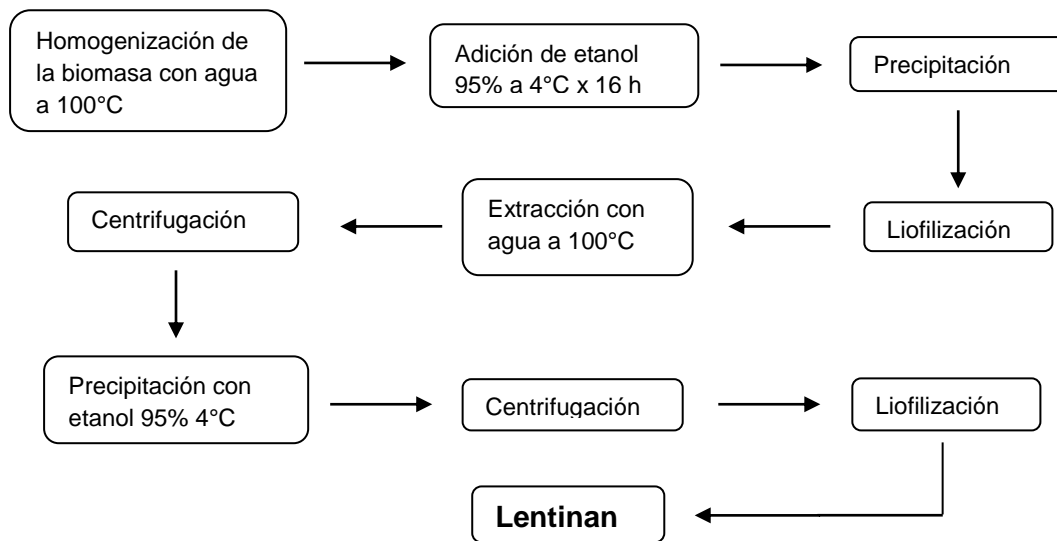 Homogenización de
la biomasa con agua
a 100°C
Adición de etanol
95% a 4°C x 16 h
Precipitación
Liofilización
Extracción con
agua a 100°C
Centrifugación
Precipitación con
etanol 95% 4°C
Centrifugación
Liofilización
Lentinan